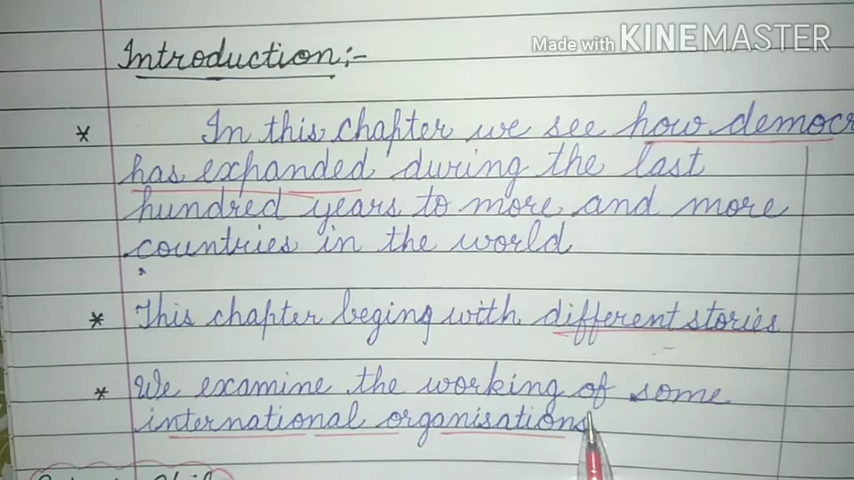 Made with KINEMASTER
Introduction:-
* In this chapter we see how democr
has expanded during the last
hundred years to more and more
countries in the world
* This chapter beging with different stories
* We examine the working of some
international organisations